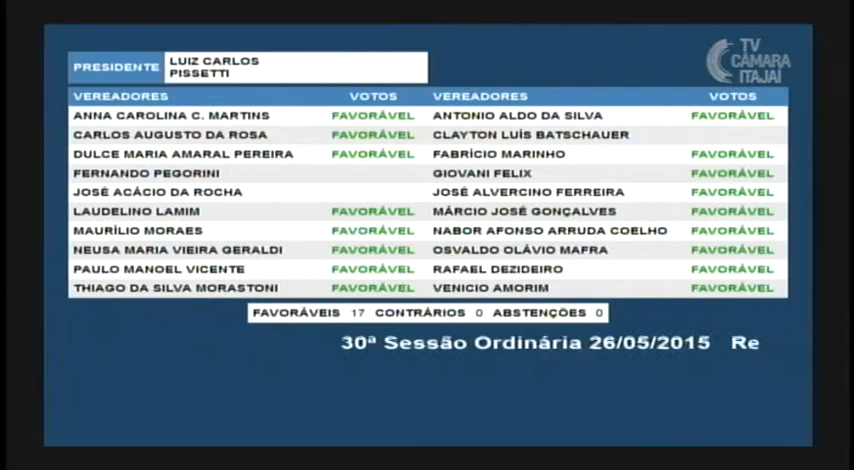 PRESIDENTE LUIZ CARLOS
PISSETTI
TV
CÂMARA
ITAJAÍ
VEREADORES VOTOS VEREADORES VOTOS
ANNA CAROLINA C. MARTINS FAVORÁVEL ANTONIO ALDO DA SILVA FAVORÁVEL
CARLOS AUGUSTO DA ROSA FAVORÁVEL CLAYTON LUÍS BATSCHAUER
DULCE MARIA AMARAL PEREIRA FAVORÁVEL FABRÍCIO MARINHO FAVORÁVEL
FERNANDO PEGORINI GIOVANI FELIX FAVORÁVEL
JOSÉ ACÁCIO DA ROCHA JOSÉ ALVERCINO FERREIRA FAVORÁVEL
LAUDELINO LAMIM FAVORÁVEL MÁRCIO JOSÉ GONÇALVES FAVORÁVEL
MAURÍLIO MORAES FAVORÁVEL NABOR AFONSO ARRUDA COELHO FAVORÁVEL
NEUSA MARIA VIEIRA GERALDI FAVORÁVEL OSVALDO OLÁVIO MAFRA FAVORÁVEL
PAULO MANOEL VICENTE FAVORÁVEL RAFAEL DEZIDEIRO FAVORÁVEL
THIAGO DA SILVA MORASTONI FAVORÁVEL VENICIO AMORIM FAVORÁVEL
FAVORÁVEIS 17 CONTRÁRIOS 0 ABSTENÇÕES 0
30ª Sessão Ordinária 26/05/2015 Re